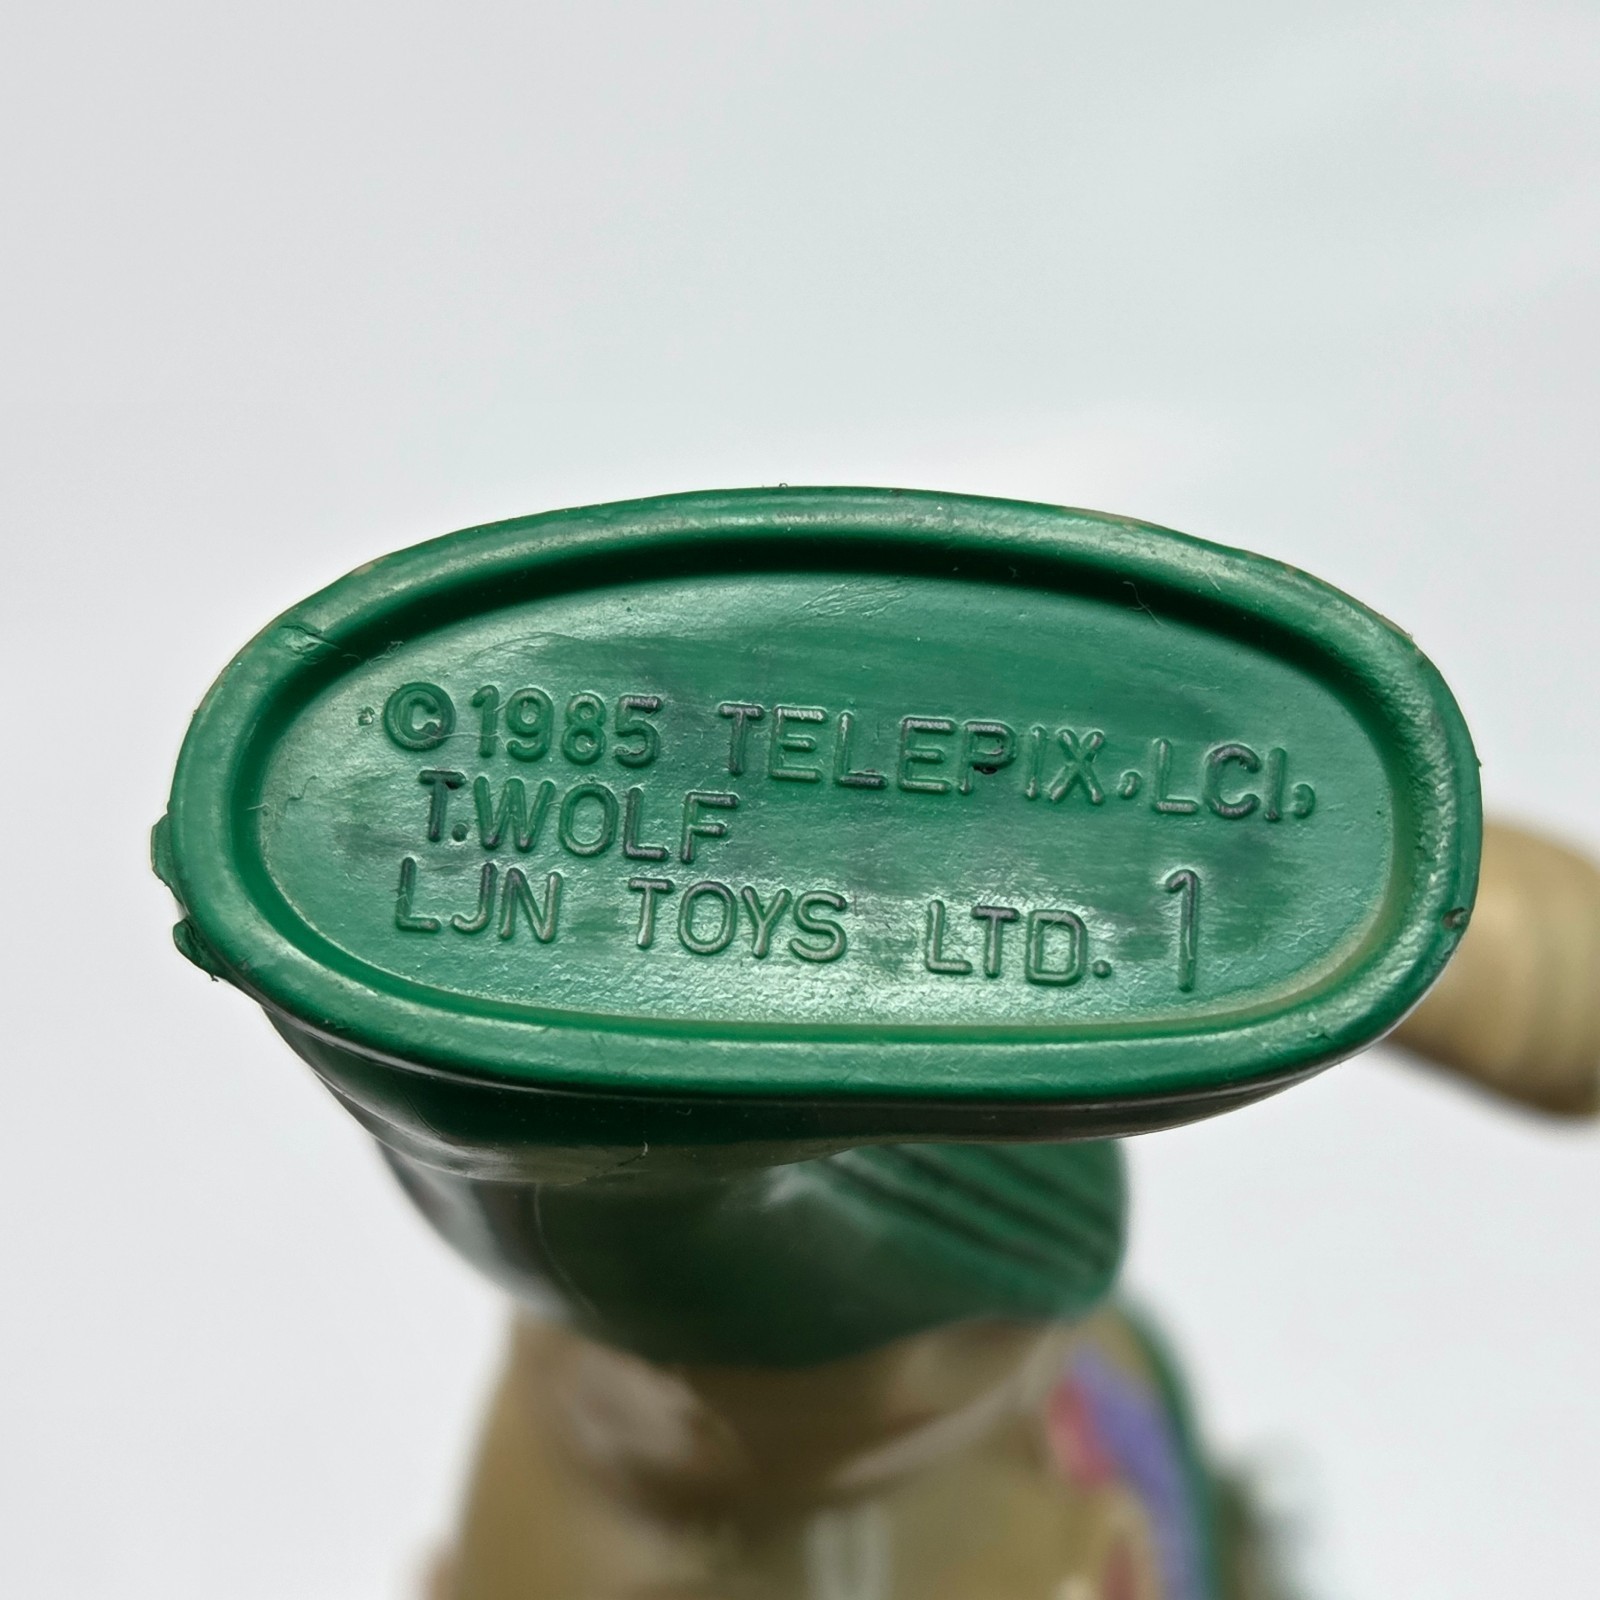 ©1985 TELEPIX, LCI,
T.WOLF
LJN TOYS LTD. 1